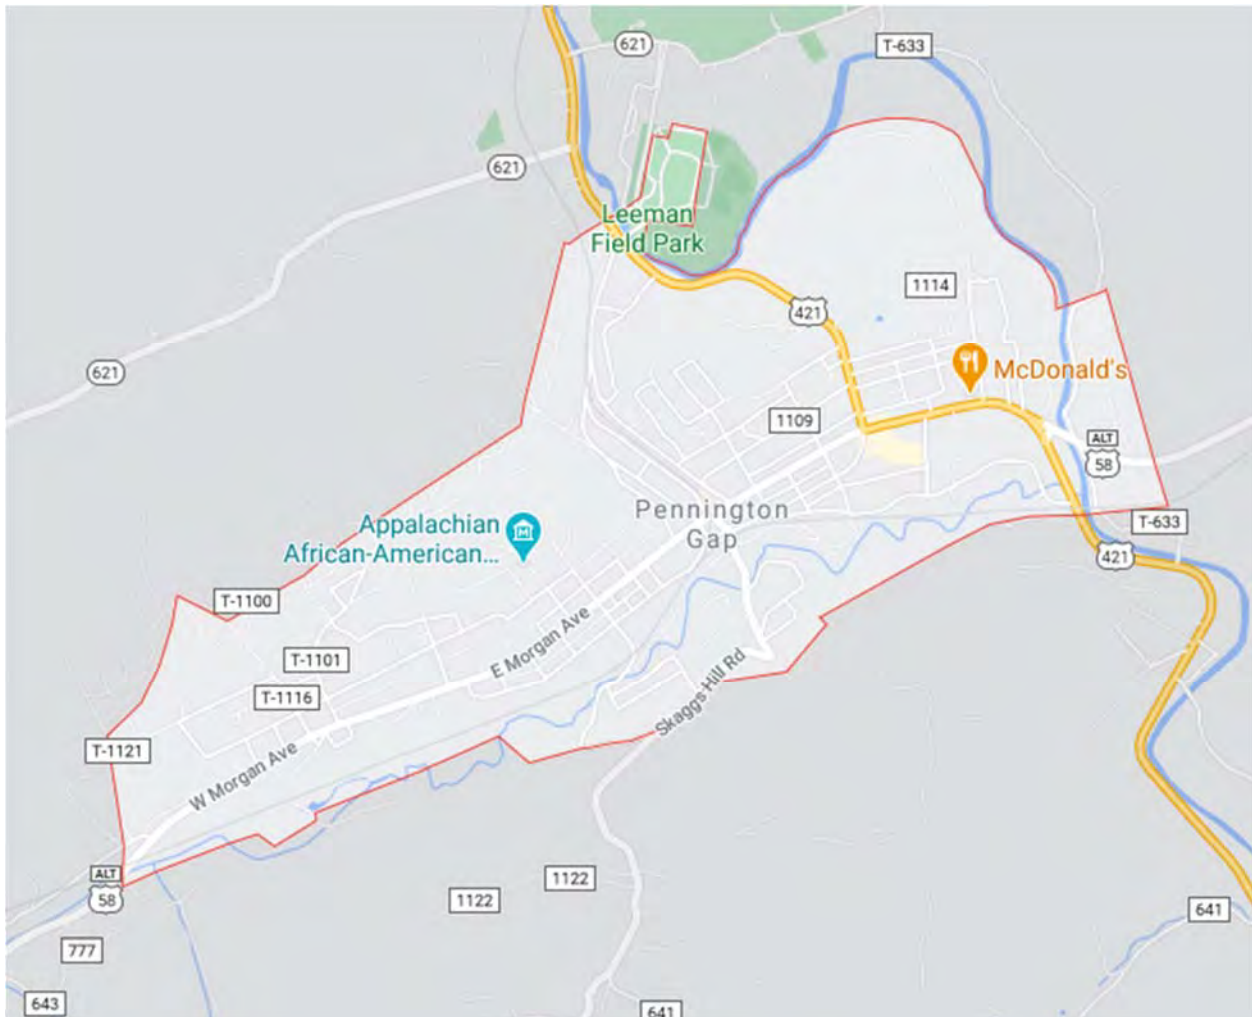 621
T-633
621
Leeman
Field Park
1114
421
McDonald's
621
1109
ALT
58
Pennington
Gap
T-633
Appalachian
African-American...
421
T-1100
E Morgan Ave
T-1101
Skaggs Hill Rd
T-1116
T-1121
W Morgan Ave
ALT
58
1122
1122
641
777
643
641